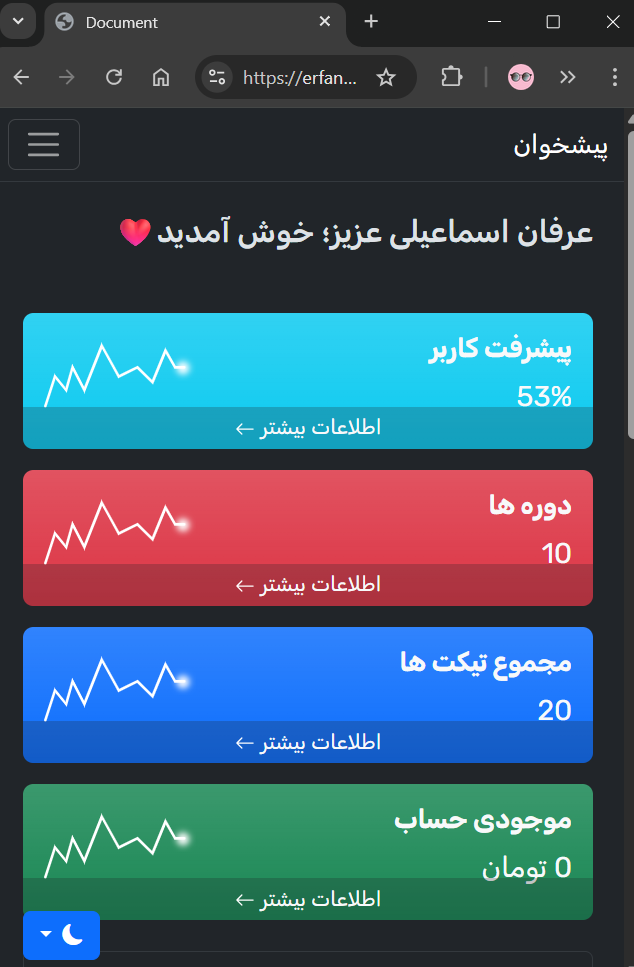 Document
https://erfan...
پیشخوان
عرفان اسماعیلی عزیز؛ خوش آمدید ❤️
پیشرفت کاربر
53%
اطلاعات بیشتر ←
دوره ها
10
اطلاعات بیشتر ←
مجموع تیکت ها
20
اطلاعات بیشتر ←
موجودی حساب
0 تومان
اطلاعات بیشتر ←